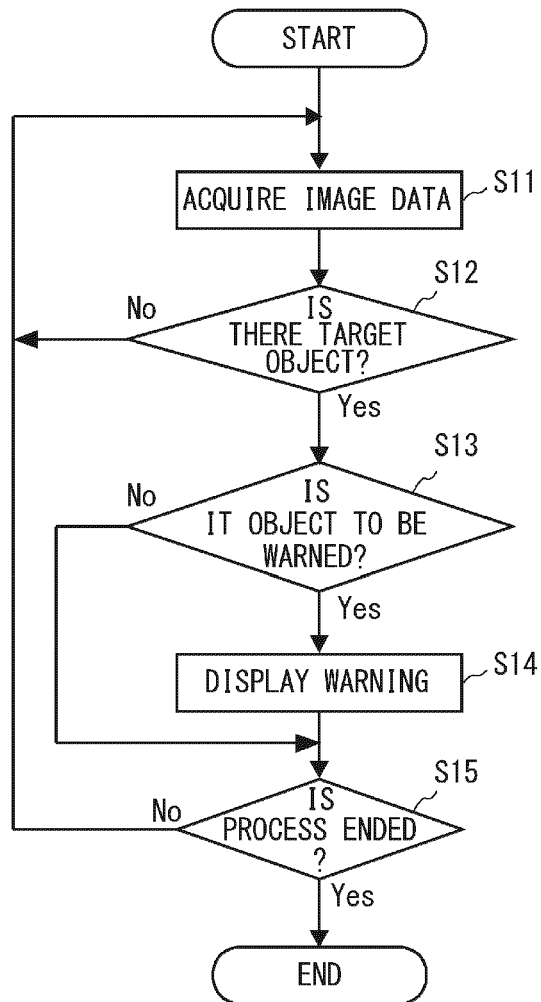 START
ACQUIRE IMAGE DATA
S11
S12
No
IS
THERE TARGET
OBJECT?
Yes
S13
No
IS
IT OBJECT TO BE
WARNED?
Yes
DISPLAY WARNING
S14
S15
No
IS
PROCESS ENDED
?
Yes
END